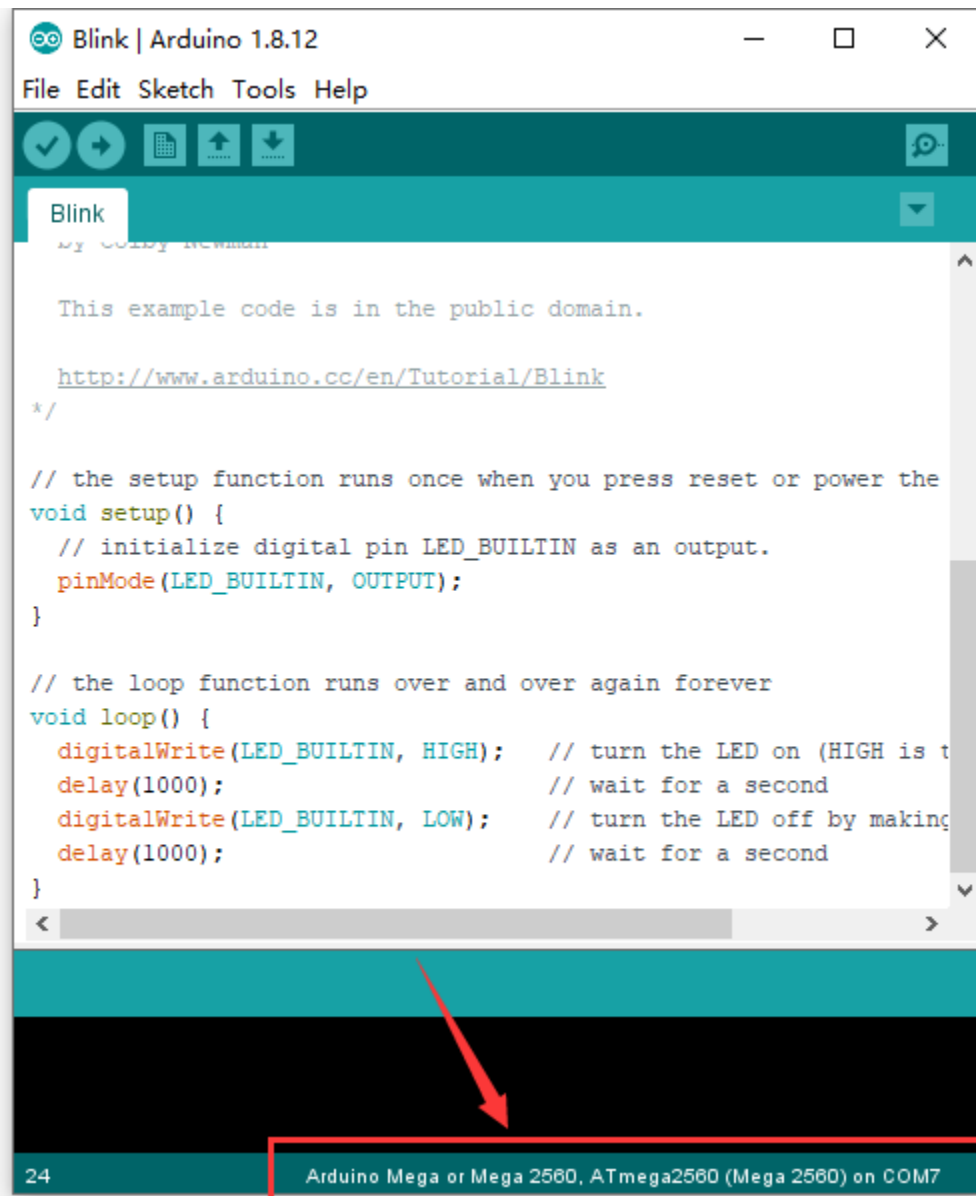 Blink | Arduino 1.8.12
File Edit Sketch Tools Help
Blink
by Colby Newman
This example code is in the public domain.
http://www.arduino.cc/en/Tutorial/Blink
*/
// the setup function runs once when you press reset or power the
void setup() {
// initialize digital pin LED_BUILTIN as an output.
pinMode(LED_BUILTIN, OUTPUT);
}
// the loop function runs over and over again forever
void loop() {
digitalWrite(LED_BUILTIN, HIGH);   // turn the LED on (HIGH is t
delay(1000);                       // wait for a second
digitalWrite(LED_BUILTIN, LOW);    // turn the LED off by making
delay(1000);                       // wait for a second
}
24 Arduino Mega or Mega 2560, ATmega2560 (Mega 2560) on COM7